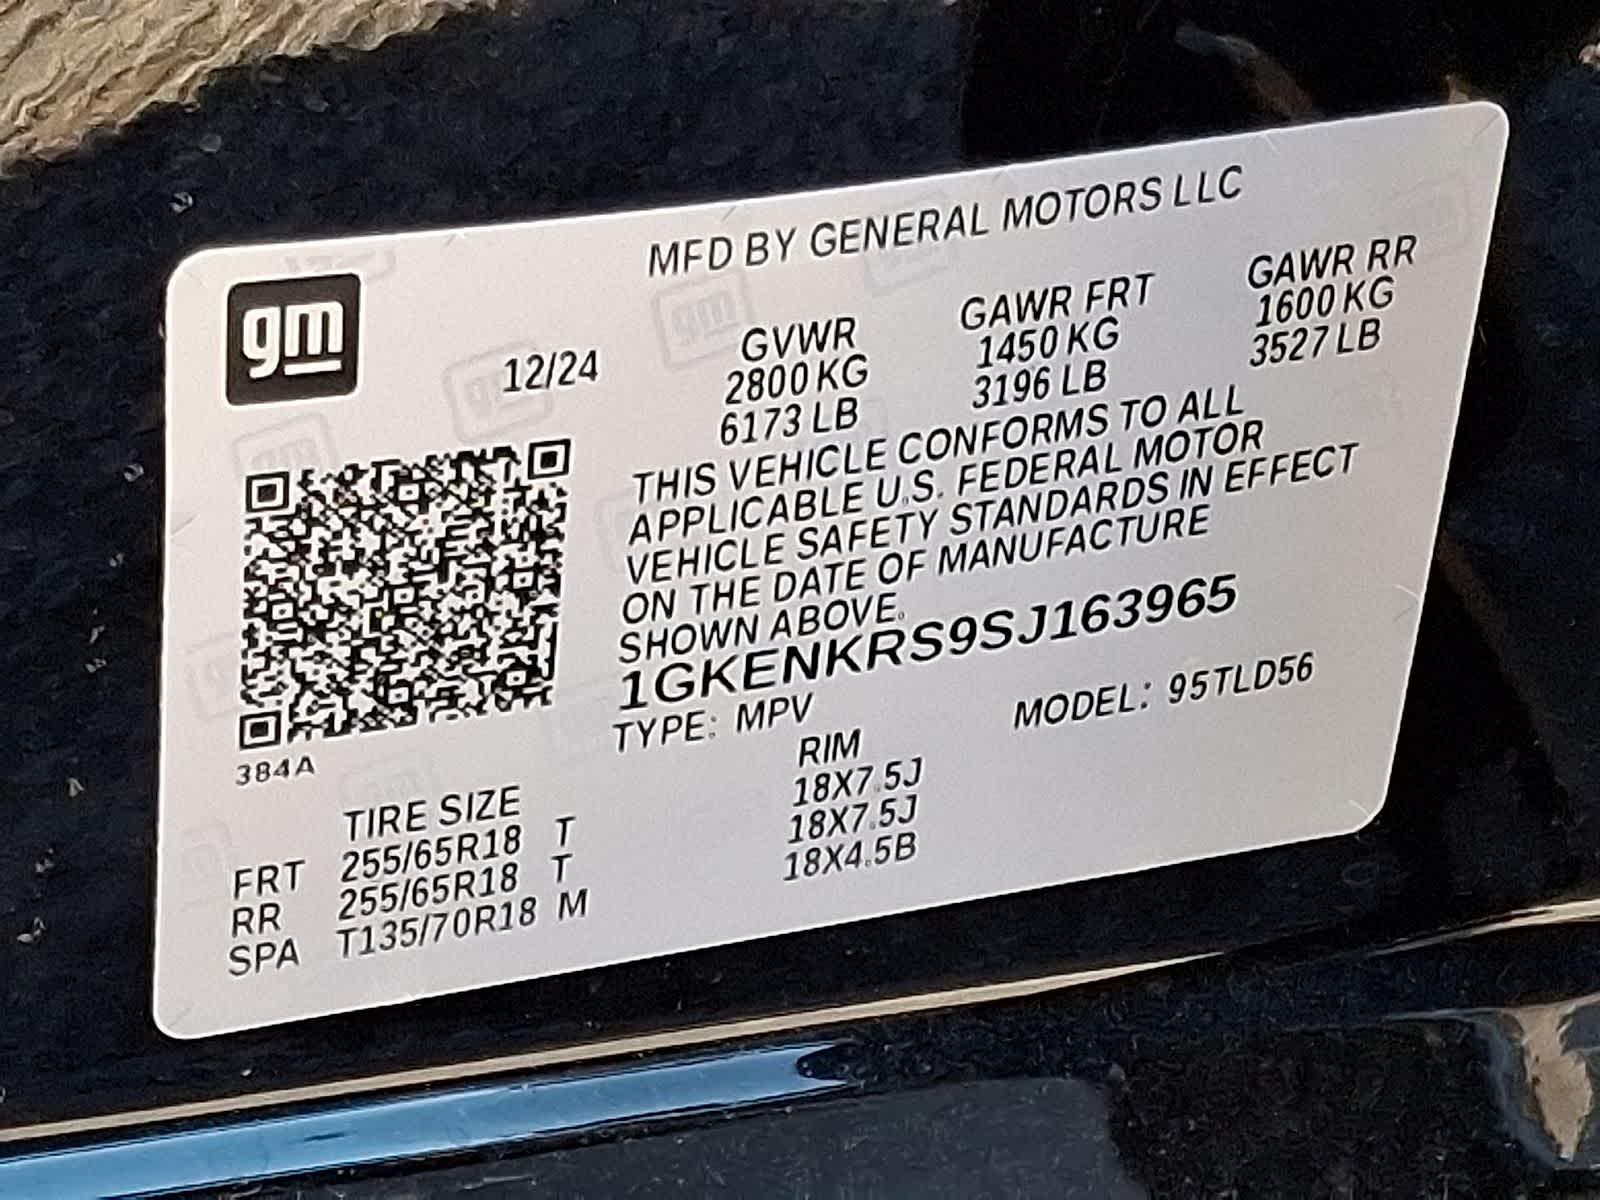 MFD BY GENERAL MOTORS LLC
gm
12/24
GVWR GAWR FRT GAWR RR
2800 KG 1450 KG 1600 KG
6173 LB 3196 LB 3527 LB
THIS VEHICLE CONFORMS TO ALL
APPLICABLE U.S. FEDERAL MOTOR
VEHICLE SAFETY STANDARDS IN EFFECT
ON THE DATE OF MANUFACTURE
SHOWN ABOVE.
1GKENKRS9SJ163965
TYPE: MPV MODEL: 95TLD56
384A
TIRE SIZE RIM
FRT 255/65R18 T 18X7.5J
RR 255/65R18 T 18X7.5J
SPA T135/70R18 M 18X4.5B